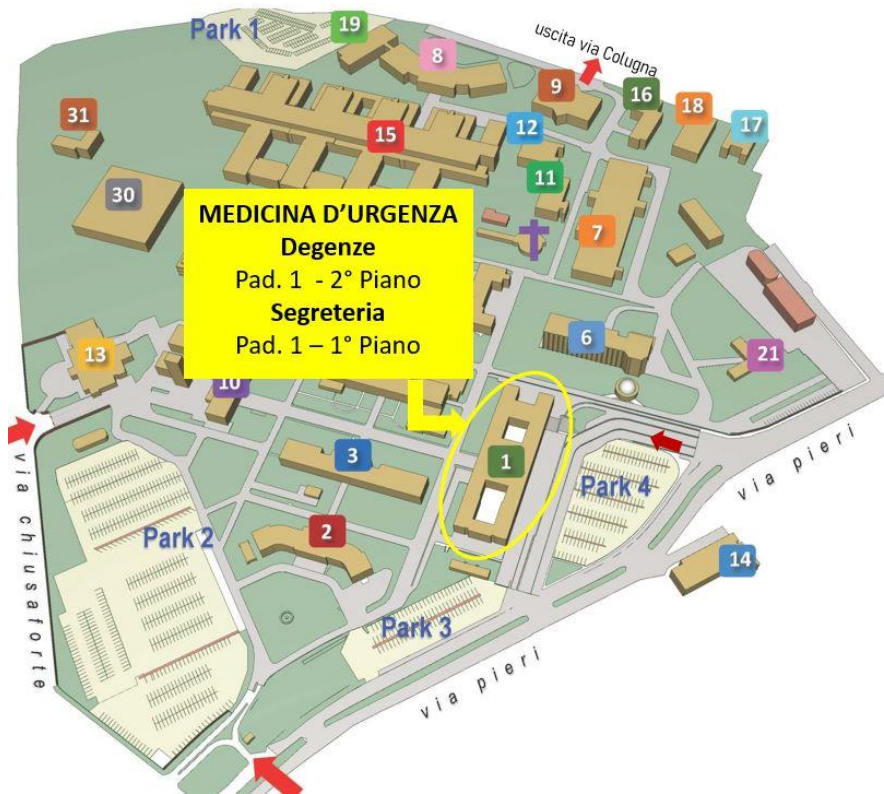 Park 1
19
8
uscita via Colugna
9
16
18
17
31
15
12
11
30
7
MEDICINA D'URGENZA
Degenze
Pad. 1 - 2° Piano
Segreteria
Pad. 1 – 1° Piano
6
21
13
10
3
1
Park 4
via pieri
via chiusaforte
Park 2
2
14
Park 3
via pieri